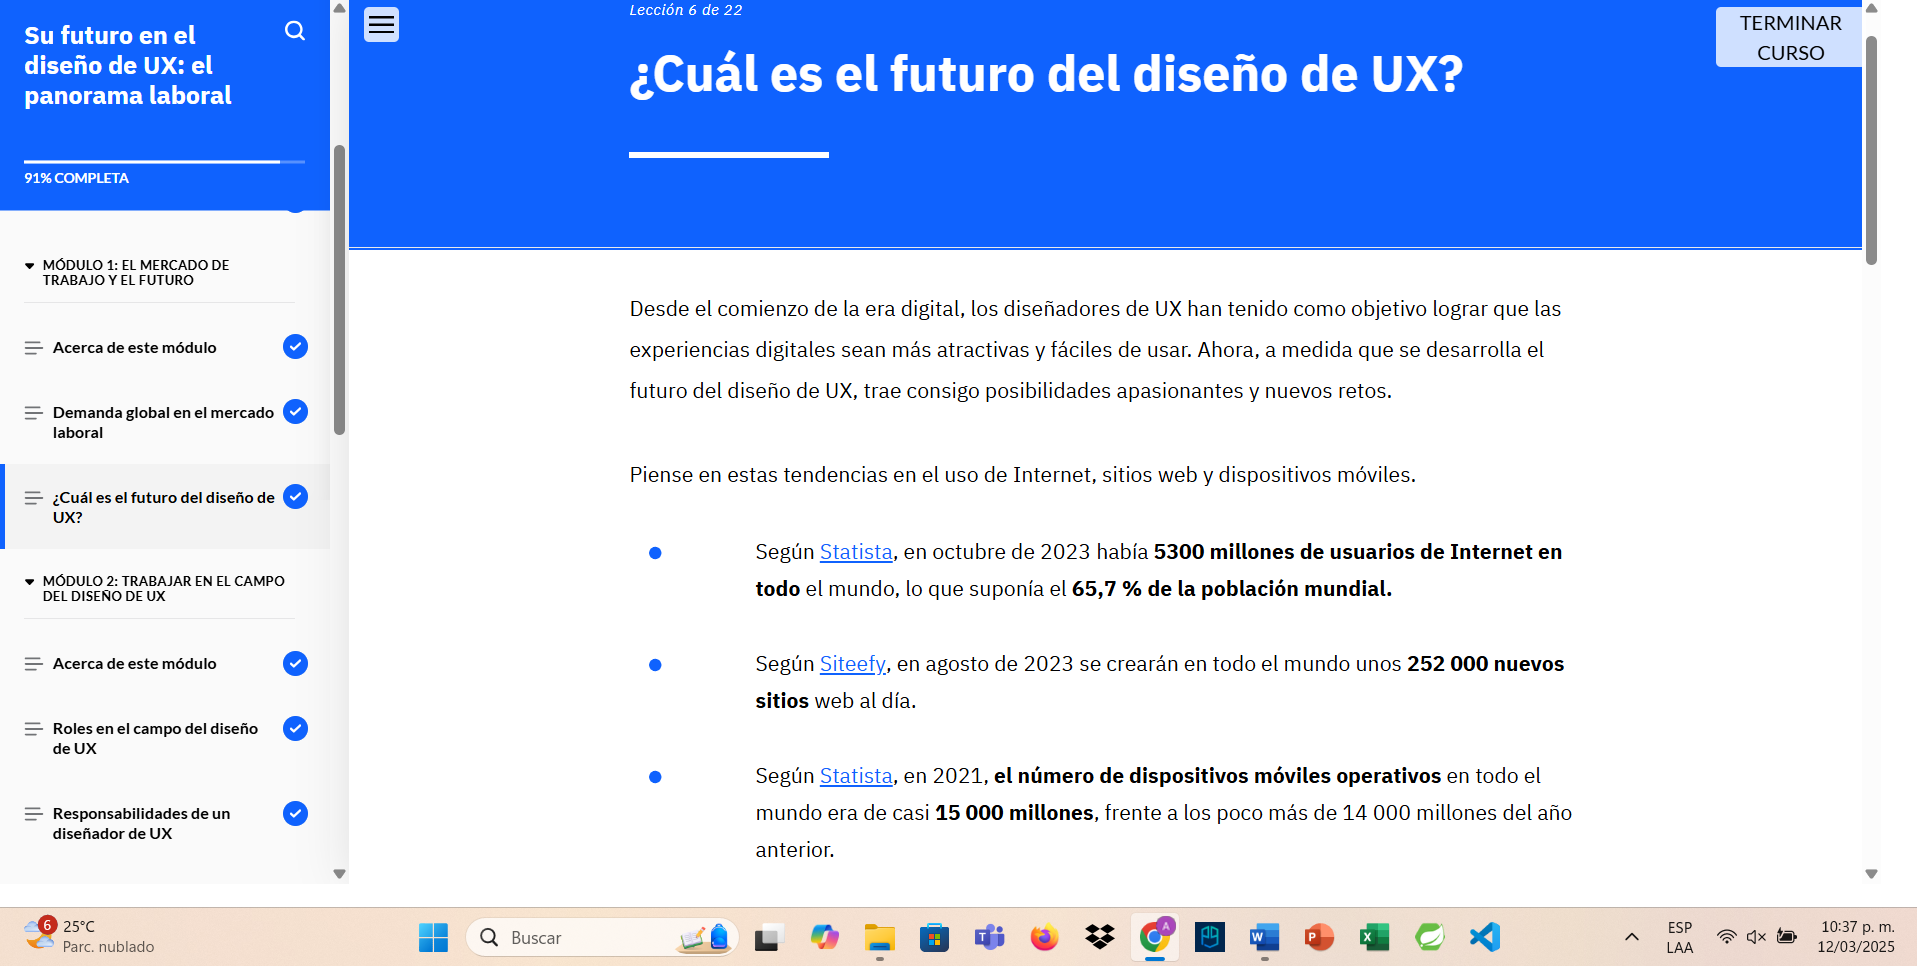 Su futuro en el
diseño de UX: el
panorama laboral
91% COMPLETA
MÓDULO 1: EL MERCADO DE
TRABAJO Y EL FUTURO
Acerca de este módulo
Demanda global en el mercado
laboral
¿Cuál es el futuro del diseño de
UX?
MÓDULO 2: TRABAJAR EN EL CAMPO
DEL DISEÑO DE UX
Acerca de este módulo
Roles en el campo del diseño
de UX
Responsabilidades de un
diseñador de UX
Lección 6 de 22
¿Cuál es el futuro del diseño de UX?
TERMINAR
CURSO
Desde el comienzo de la era digital, los diseñadores de UX han tenido como objetivo lograr que las
experiencias digitales sean más atractivas y fáciles de usar. Ahora, a medida que se desarrolla el
futuro del diseño de UX, trae consigo posibilidades apasionantes y nuevos retos.
Piense en estas tendencias en el uso de Internet, sitios web y dispositivos móviles.
Según Statista, en octubre de 2023 había 5300 millones de usuarios de Internet en
todo el mundo, lo que suponía el 65,7 % de la población mundial.
Según Siteefy, en agosto de 2023 se crearán en todo el mundo unos 252 000 nuevos
sitios web al día.
Según Statista, en 2021, el número de dispositivos móviles operativos en todo el
mundo era de casi 15 000 millones, frente a los poco más de 14 000 millones del año
anterior.
6
25°C
Parc. nublado
Buscar
A
ESP
LAA
10:37 p. m.
12/03/2025